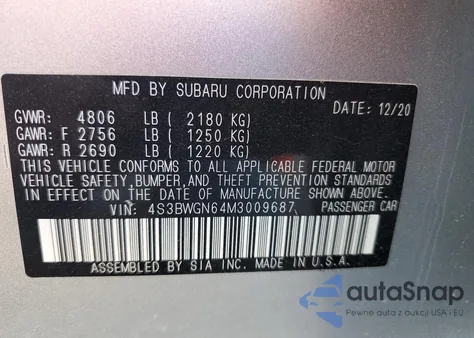 MFD BY SUBARU CORPORATION
DATE: 12/20
GVWR: 4806 LB ( 2180 KG)
GAWR: F 2756 LB ( 1250 KG)
GAWR: R 2690 LB ( 1220 KG)
THIS VEHICLE CONFORMS TO ALL APPLICABLE FEDERAL MOTOR
VEHICLE SAFETY, BUMPER, AND THEFT PREVENTION STANDARDS
IN EFFECT ON THE DATE OF MANUFACTURE SHOWN ABOVE.
VIN: 4S3BWGN64M3009687 PASSENGER CAR
ASSEMBLED BY SIA INC. MADE IN U.S.A.
autaSnap
Pewne auta z aukcji USA i EU